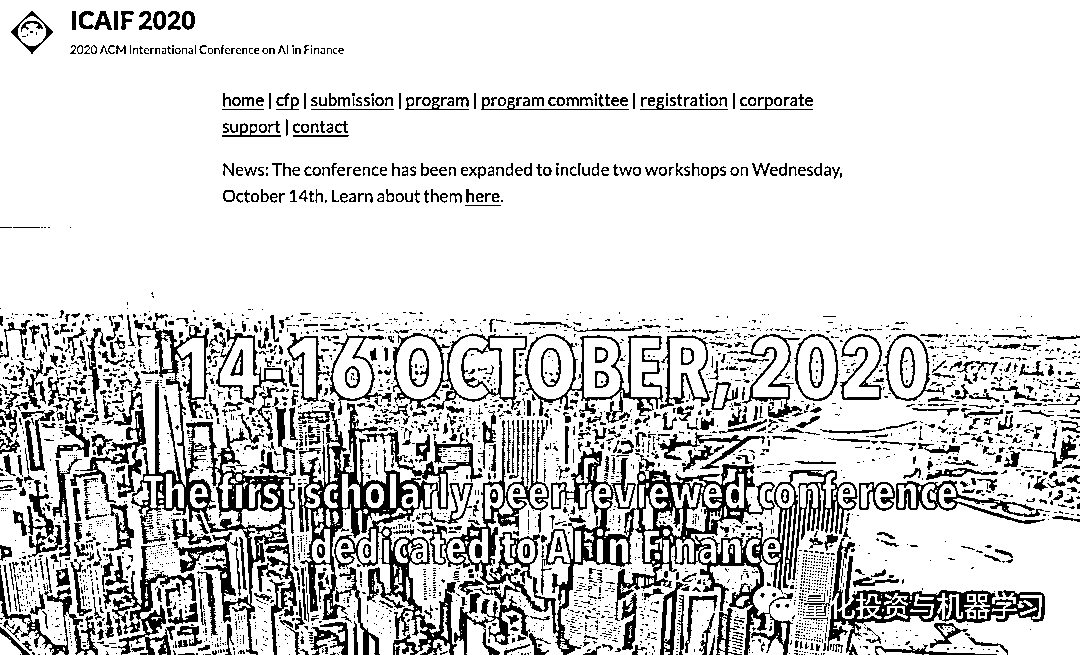 ICAIF 2020
2020 ACM International Conference on AI in Finance
home | cfp | submission | program | program committee | registration | corporate
support | contact
News: The conference has been expanded to include two workshops on Wednesday,
October 14th. Learn about them here.
14-16 OCTOBER, 2020
The first scholarly peer-reviewed conference
dedicated to AI in Finance
量化投资与机器学习